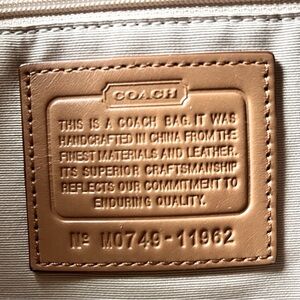 COACH
THIS IS A COACH BAG. IT WAS
HANDCRAFTED IN CHINA FROM THE
FINEST MATERIALS AND LEATHER.
ITS SUPERIOR CRAFTSMANSHIP
REFLECTS OUR COMMITMENT TO
ENDURING QUALITY.
Nº M0749-11962